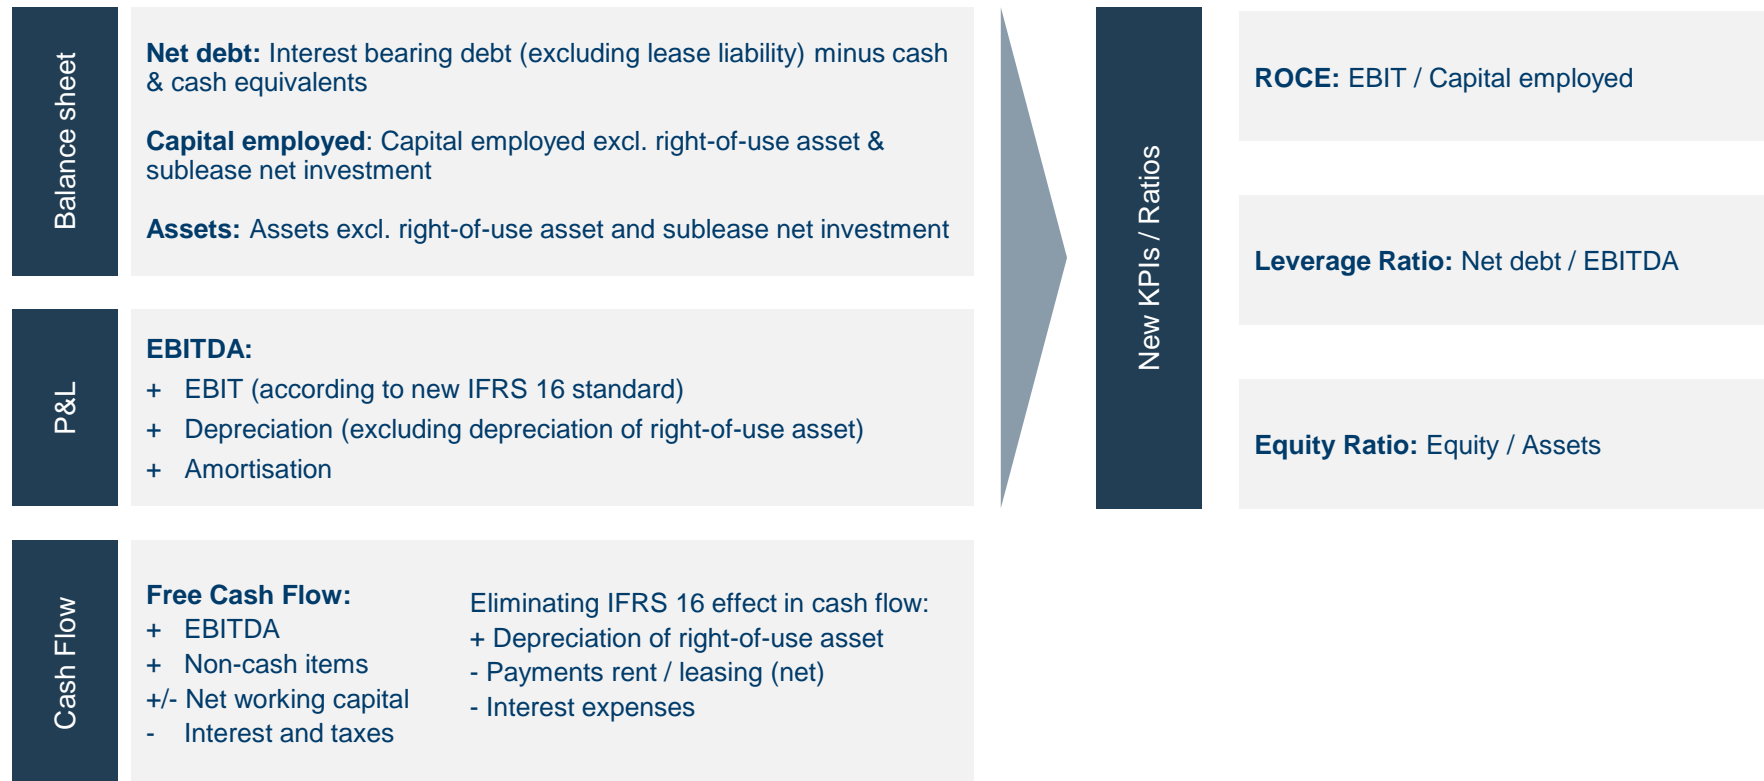 Balance sheet
Net debt: Interest bearing debt (excluding lease liability) minus cash
& cash equivalents
Capital employed: Capital employed excl. right-of-use asset &
sublease net investment
Assets: Assets excl. right-of-use asset and sublease net investment
P&L
EBITDA:
+ EBIT (according to new IFRS 16 standard)
+ Depreciation (excluding depreciation of right-of-use asset)
+ Amortisation
Cash Flow
Free Cash Flow:
+ EBITDA
+ Non-cash items
+/- Net working capital
- Interest and taxes
Eliminating IFRS 16 effect in cash flow:
+ Depreciation of right-of-use asset
- Payments rent / leasing (net)
- Interest expenses
New KPIs / Ratios
ROCE: EBIT / Capital employed
Leverage Ratio: Net debt / EBITDA
Equity Ratio: Equity / Assets